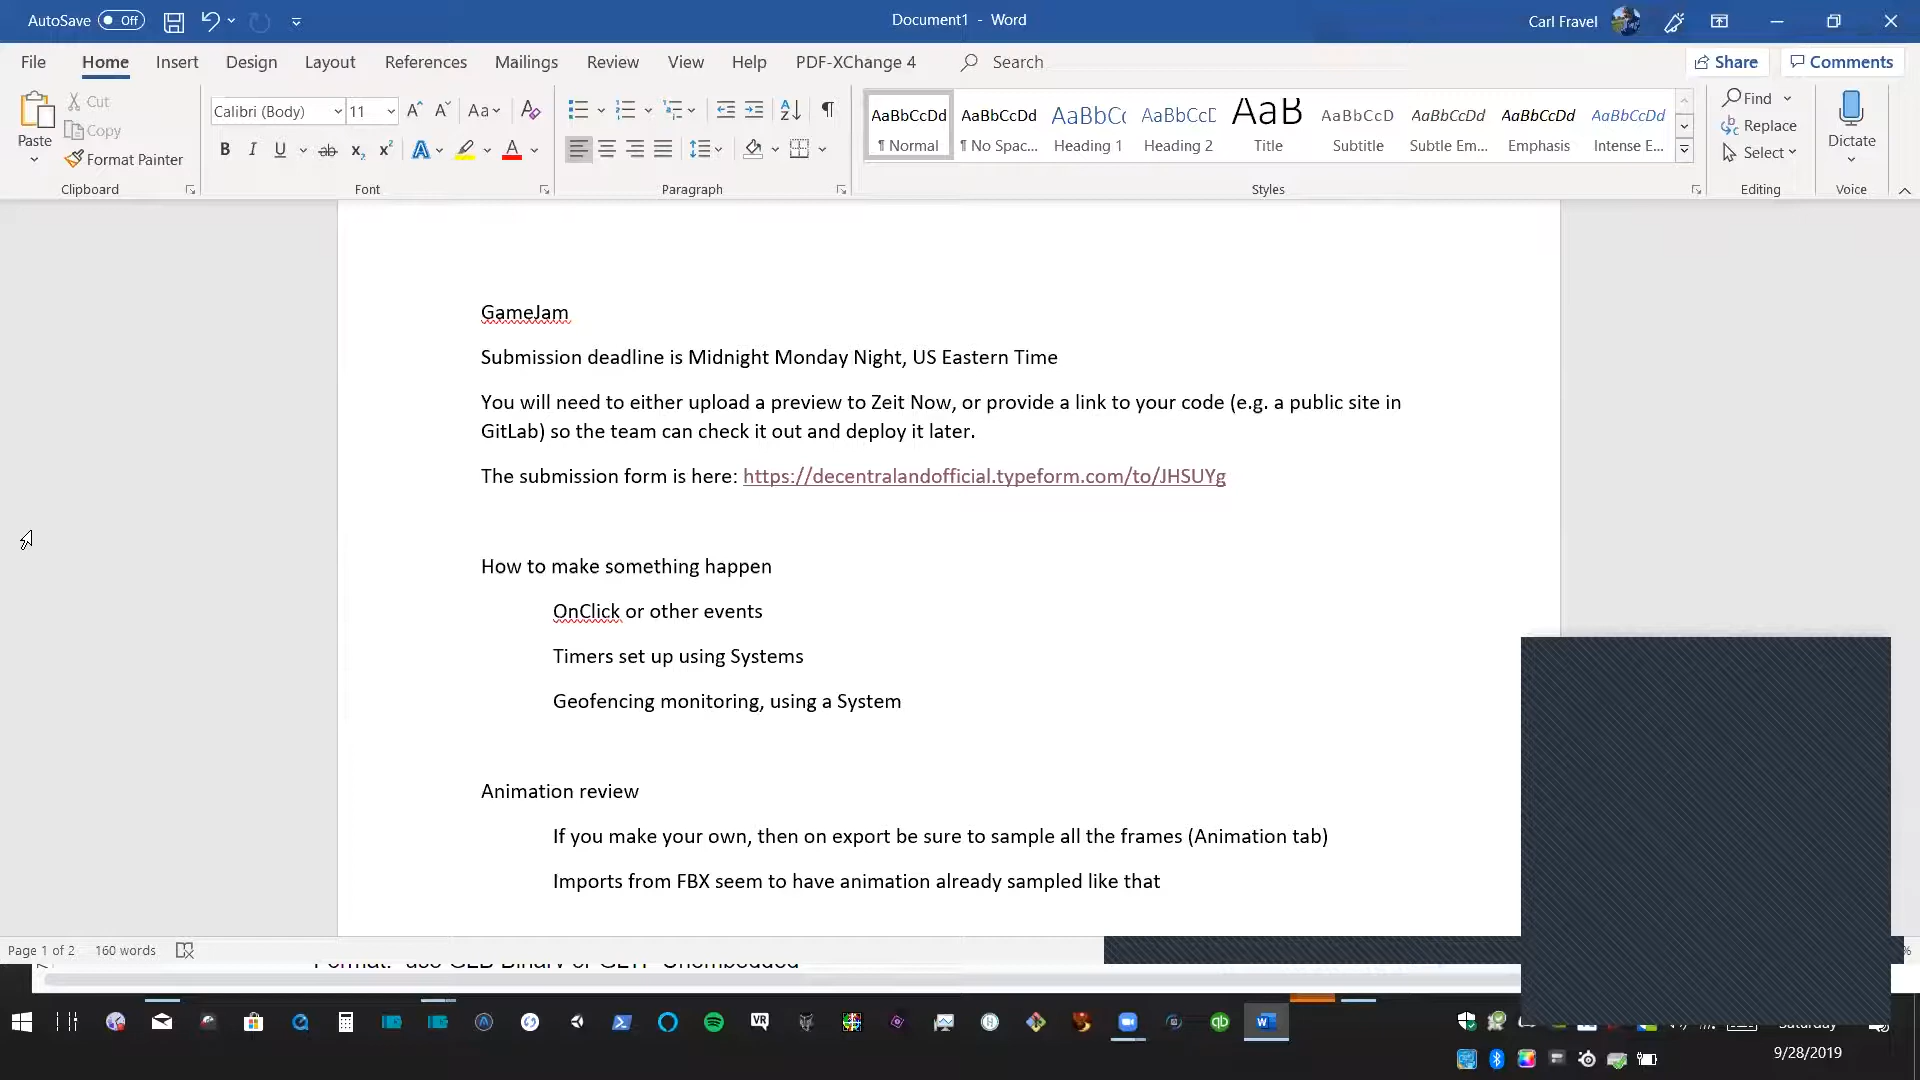 AutoSave Off
Document1 - Word
Carl Fravel
File Home Insert Design Layout References Mailings Review View Help PDF-XChange 4 Search
Share Comments
Paste
Cut
Copy
Format Painter
Clipboard
Calibri (Body) 11
Font
Paragraph
AaBbCcDd AaBbCcDd AaBbC AaBbCcD AaB AaBbCcD AaBbCcDd AaBbCcDd AaBbCcDd
¶ Normal ¶ No Spac... Heading 1 Heading 2 Title Subtitle Subtle Em... Emphasis Intense E...
Styles
Find
Replace
Select
Editing
Dictate
Voice
GameJam
Submission deadline is Midnight Monday Night, US Eastern Time
You will need to either upload a preview to Zeit Now, or provide a link to your code (e.g. a public site in
GitLab) so the team can check it out and deploy it later.
The submission form is here: https://decentralandofficial.typeform.com/to/JHSUYg
How to make something happen
OnClick or other events
Timers set up using Systems
Geofencing monitoring, using a System
Animation review
If you make your own, then on export be sure to sample all the frames (Animation tab)
Imports from FBX seem to have animation already sampled like that
Page 1 of 2 160 words
Saturday
9/28/2019